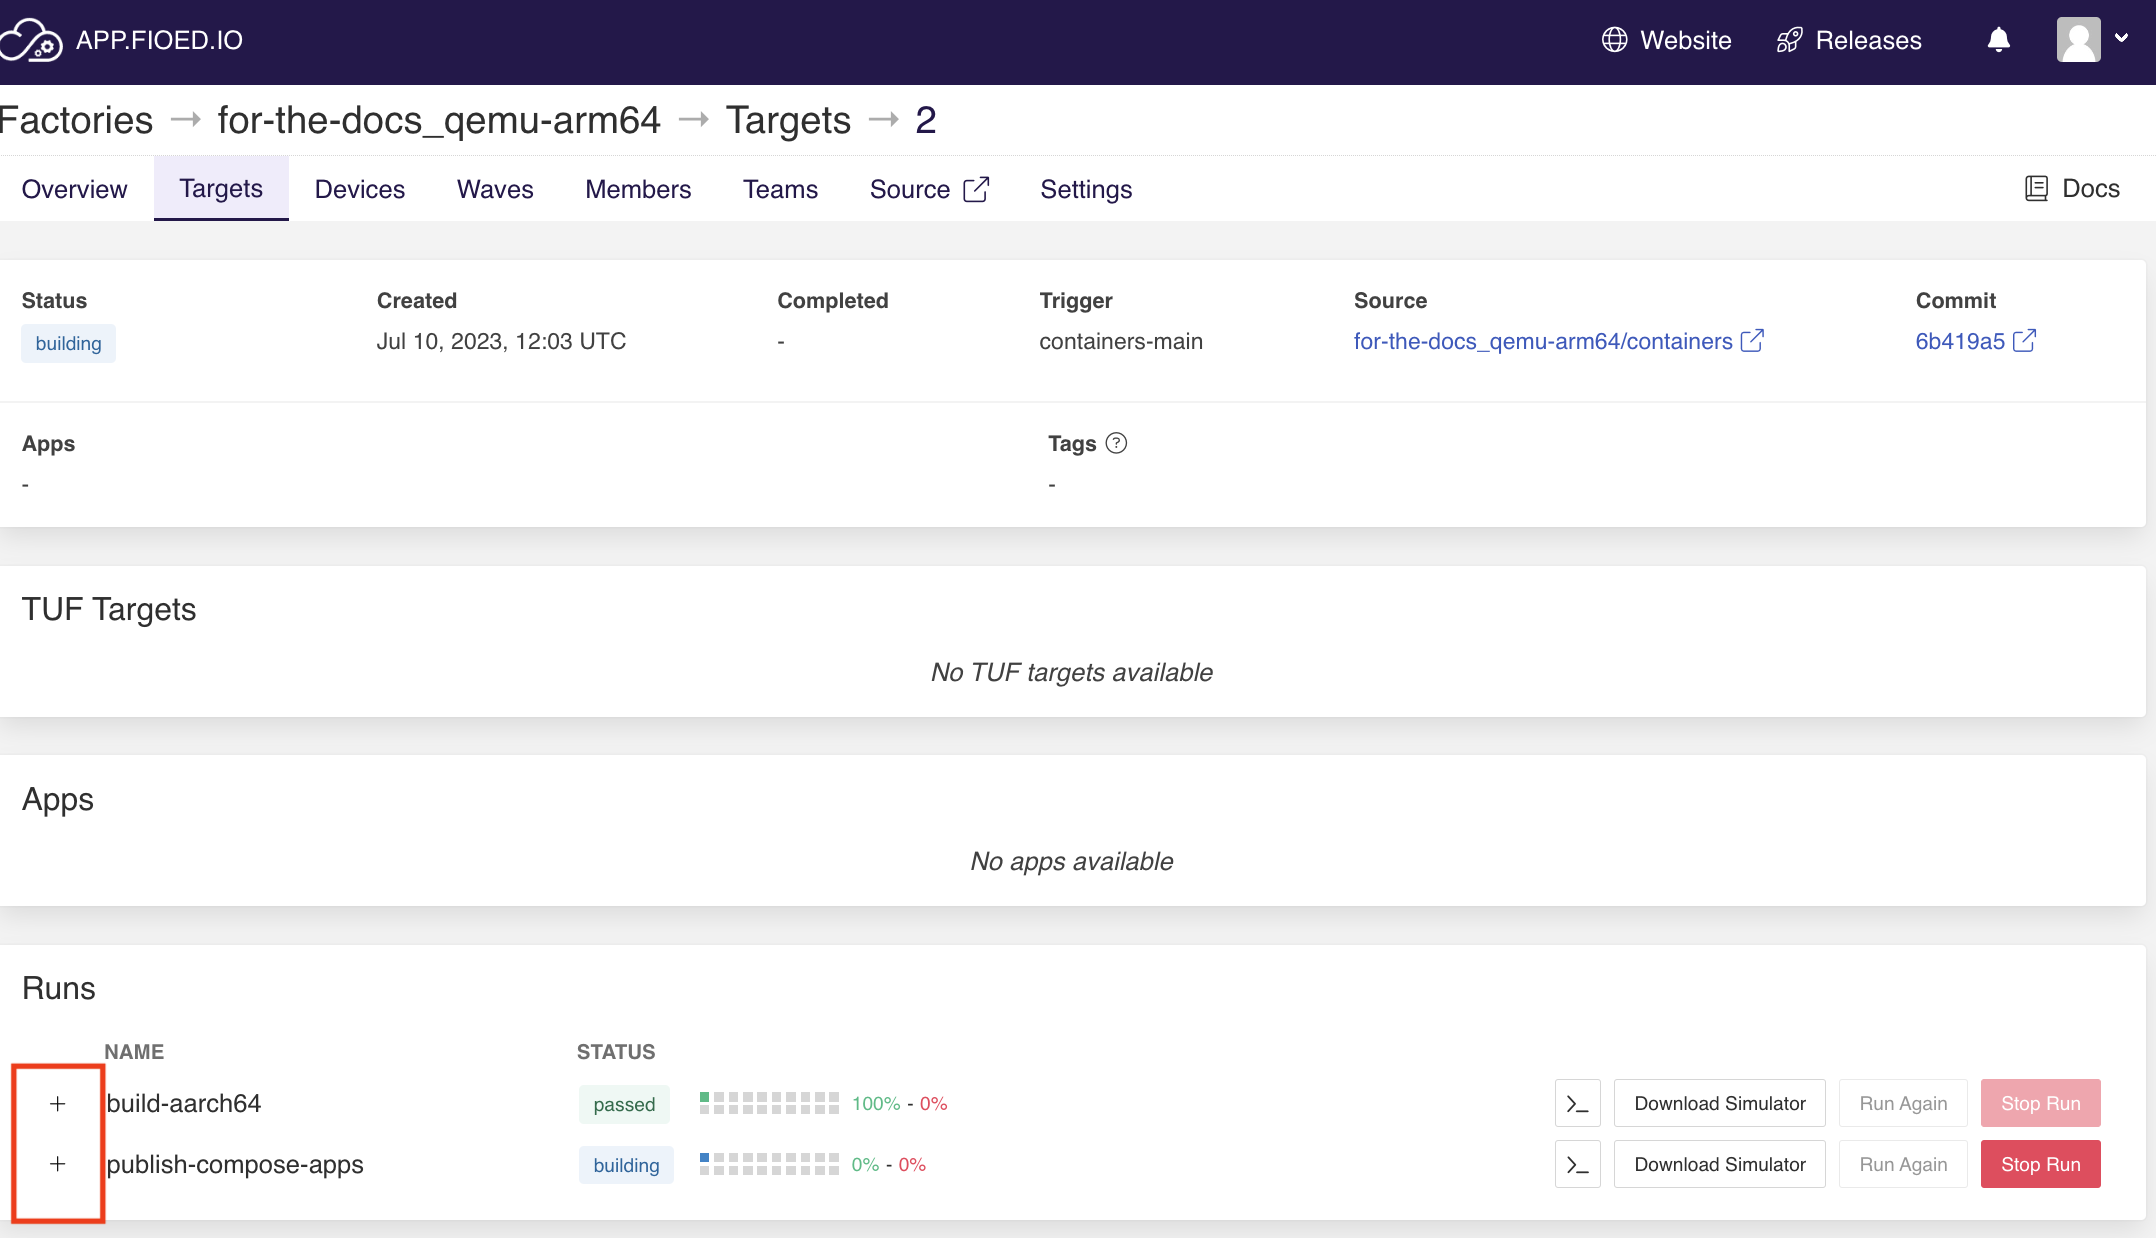 APP.FIOED.IO Website Releases
Factories → for-the-docs_qemu-arm64 → Targets → 2
Overview Targets Devices Waves Members Teams Source Settings Docs
Status Created Completed Trigger Source Commit
building Jul 10, 2023, 12:03 UTC - containers-main for-the-docs_qemu-arm64/containers 6b419a5
Apps Tags ?
- -
TUF Targets
No TUF targets available
Apps
No apps available
Runs
NAME STATUS
+ build-aarch64 passed 100% - 0% >_ Download Simulator Run Again Stop Run
+ publish-compose-apps building 0% - 0% >_ Download Simulator Run Again Stop Run